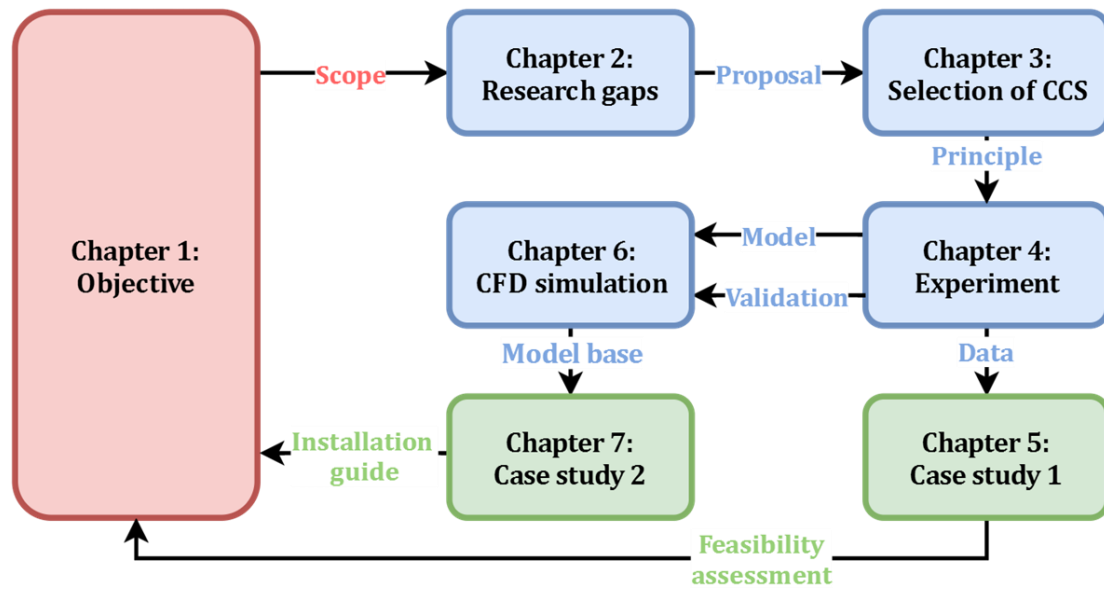 Chapter 1:
Objective
Scope
Chapter 2:
Research gaps
Proposal
Chapter 3:
Selection of CCS
Principle
Chapter 4:
Experiment
Model
Validation
Chapter 6:
CFD simulation
Model base
Data
Chapter 7:
Case study 2
Installation
guide
Chapter 5:
Case study 1
Feasibility
assessment